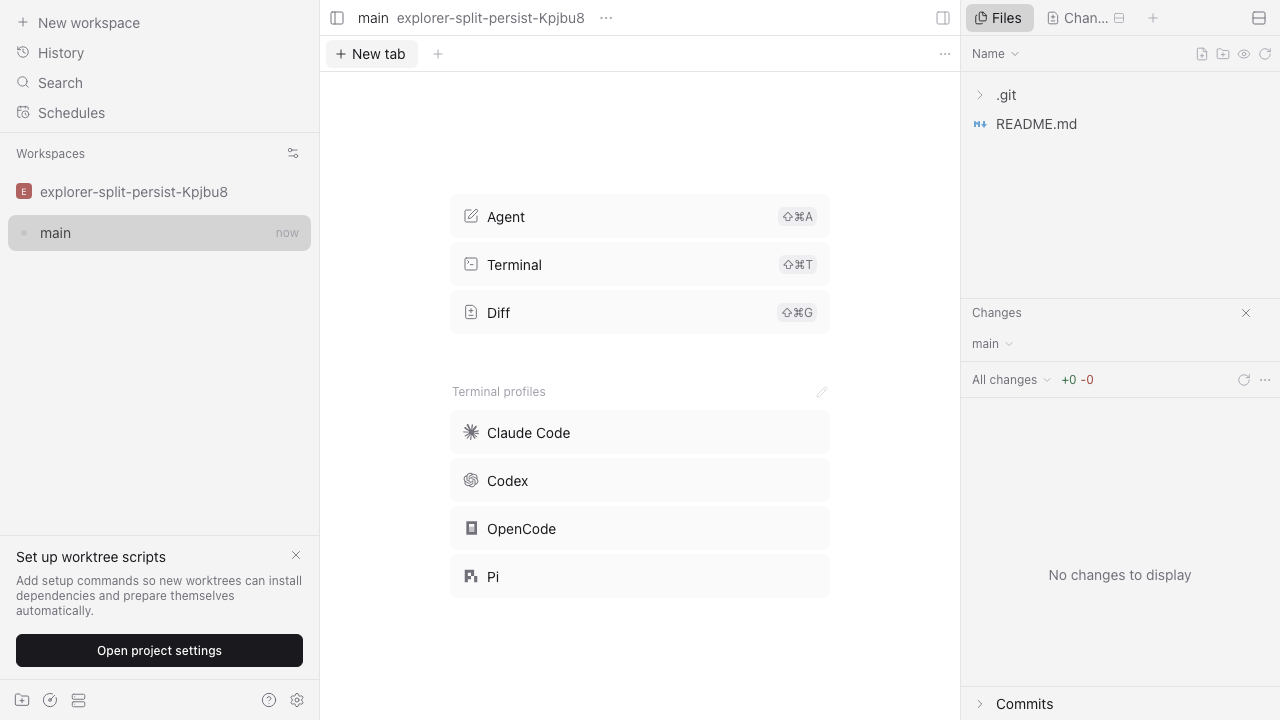 New workspace
History
Search
Schedules
Workspaces
E
explorer-split-persist-Kpjbu8
main
now
Set up worktree scripts
Add setup commands so new worktrees can install
dependencies and prepare themselves
automatically.
Open project settings
main explorer-split-persist-Kpjbu8
New tab
Agent ⇧⌘A
Terminal ⇧⌘T
Diff ⇧⌘G
Terminal profiles
Claude Code
Codex
OpenCode
Pi
Files
Chan...
Name
.git
README.md
Changes
main
All changes +0 -0
No changes to display
Commits